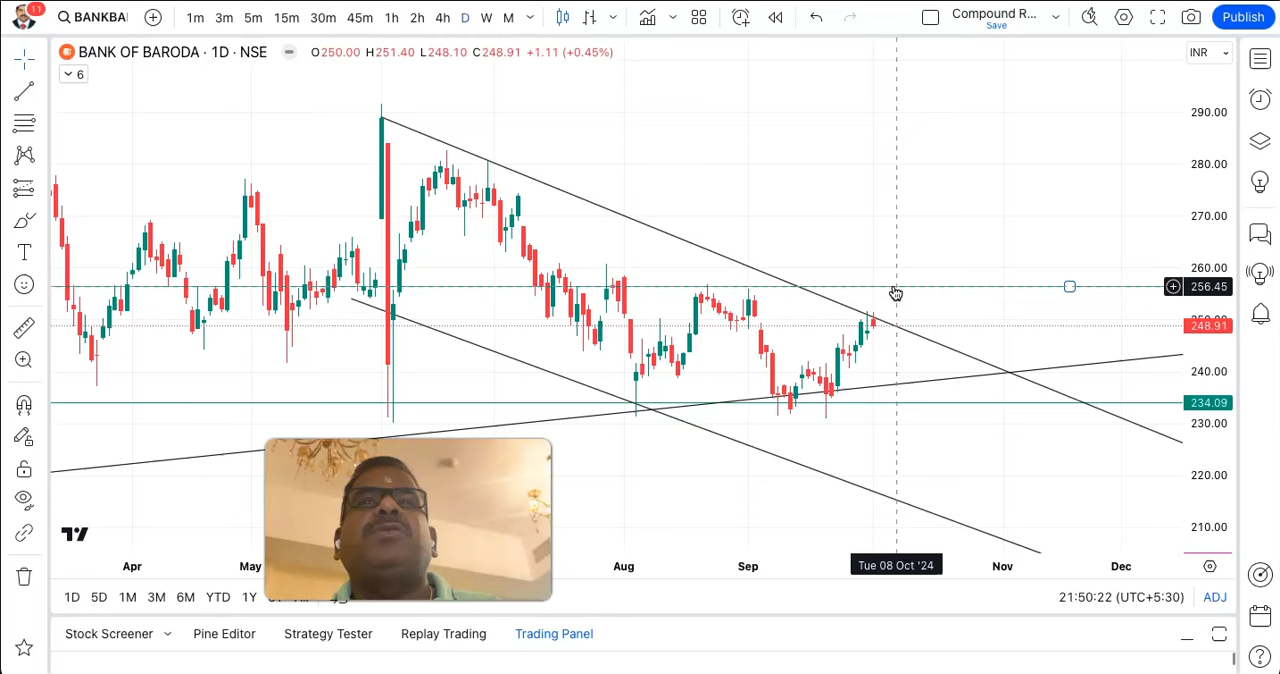 11
BANKBA
1m 3m 5m 15m 30m 45m 1h 2h 4h D W M
Compound R...
Save
Publish
BANK OF BARODA · 1D · NSE
O250.00 H251.40 L248.10 C248.91 +1.11 (+0.45%)
INR
6
290.00
280.00
270.00
260.00
256.45
248.91
240.00
234.09
230.00
220.00
210.00
Apr
May
Aug
Sep
Tue 08 Oct '24
Nov
Dec
1D 5D 1M 3M 6M YTD 1Y
21:50:22 (UTC+5:30)
ADJ
Stock Screener
Pine Editor
Strategy Tester
Replay Trading
Trading Panel